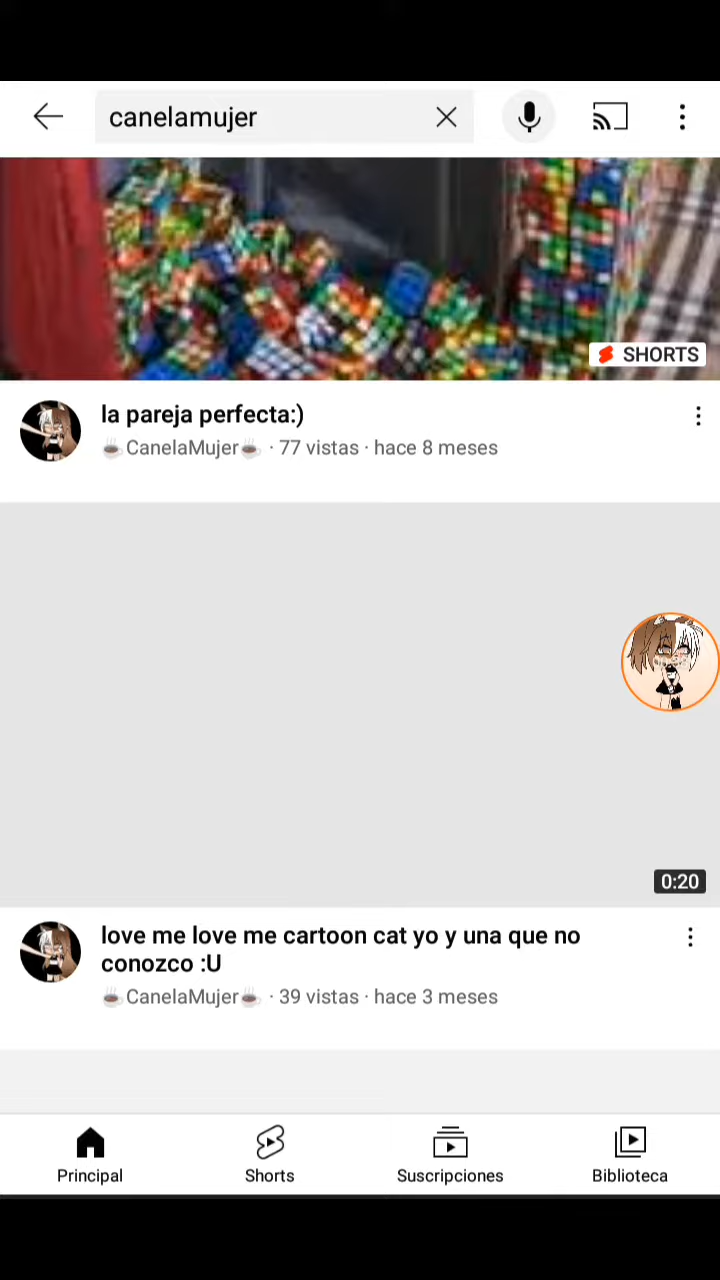 canelamujer
SHORTS
la pareja perfecta:)
☕CanelaMujer☕ · 77 vistas · hace 8 meses
0:20
love me love me cartoon cat yo y una que no
conozco :U
☕CanelaMujer☕ · 39 vistas · hace 3 meses
Principal
Shorts
Suscripciones
Biblioteca